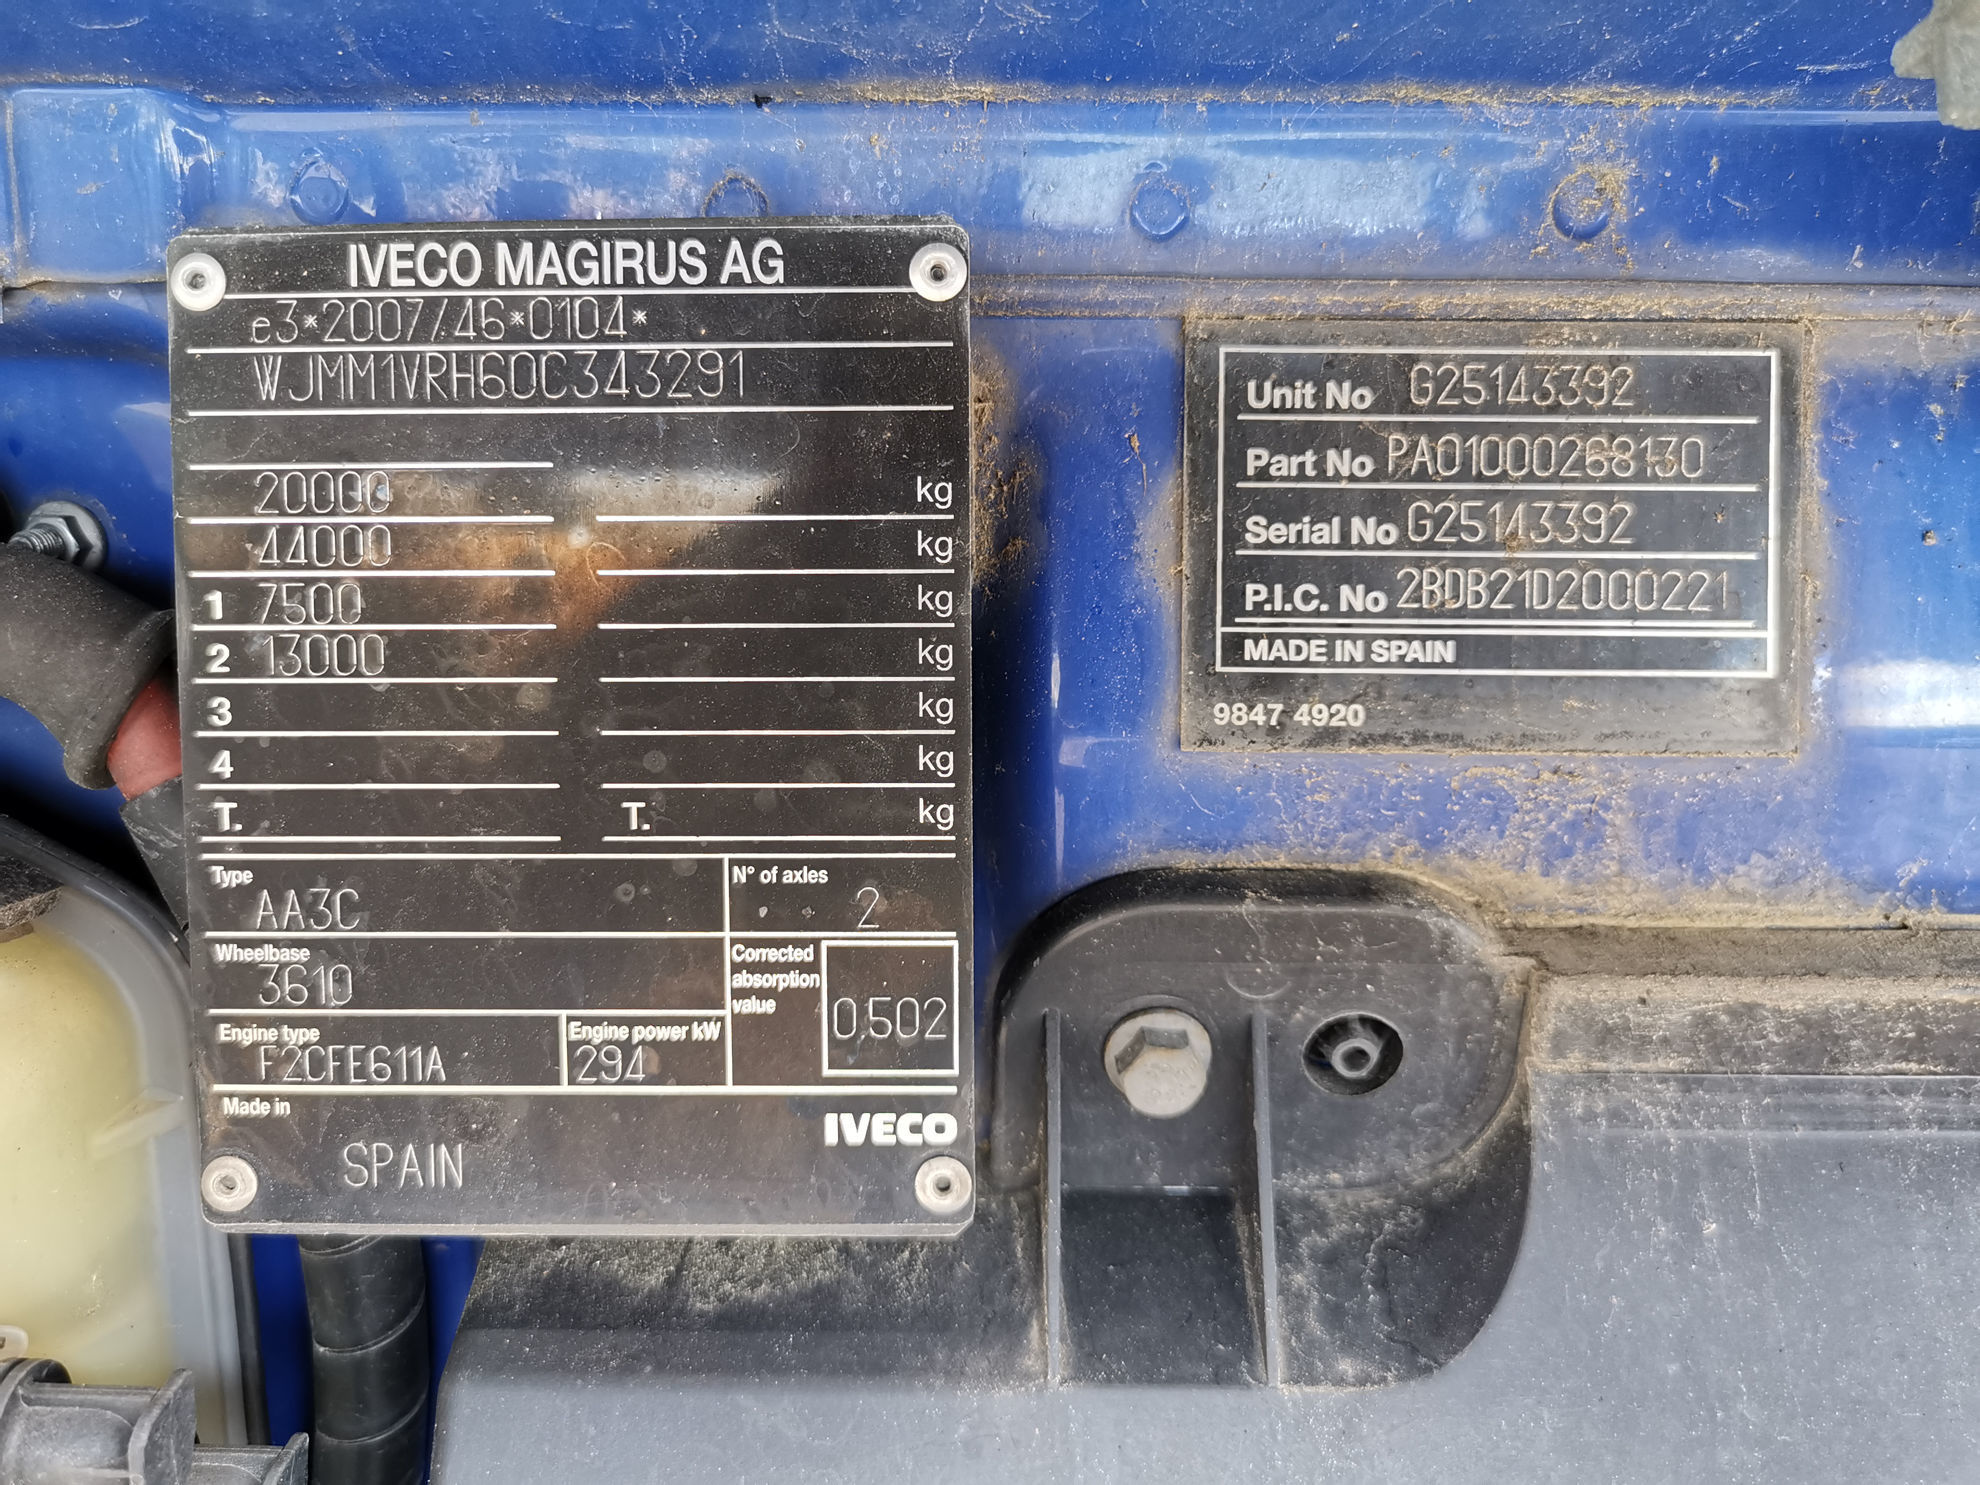 IVECO MAGIRUS AG
e3*2007/46*0104*
WJMM1VRH60C343291
20000 kg
44000 kg
1 7500 kg
2 13000 kg
3 kg
4 kg
T. T. kg
Type N° of axles
AA3C 2
Wheelbase Corrected absorption value
3610 0,502
Engine type Engine power kW
F2CFE611A 294
Made in
IVECO
SPAIN
Unit No G25143392
Part No PA01000268130
Serial No G25143392
P.I.C. No 2BDB21D2000221
MADE IN SPAIN
9847 4920